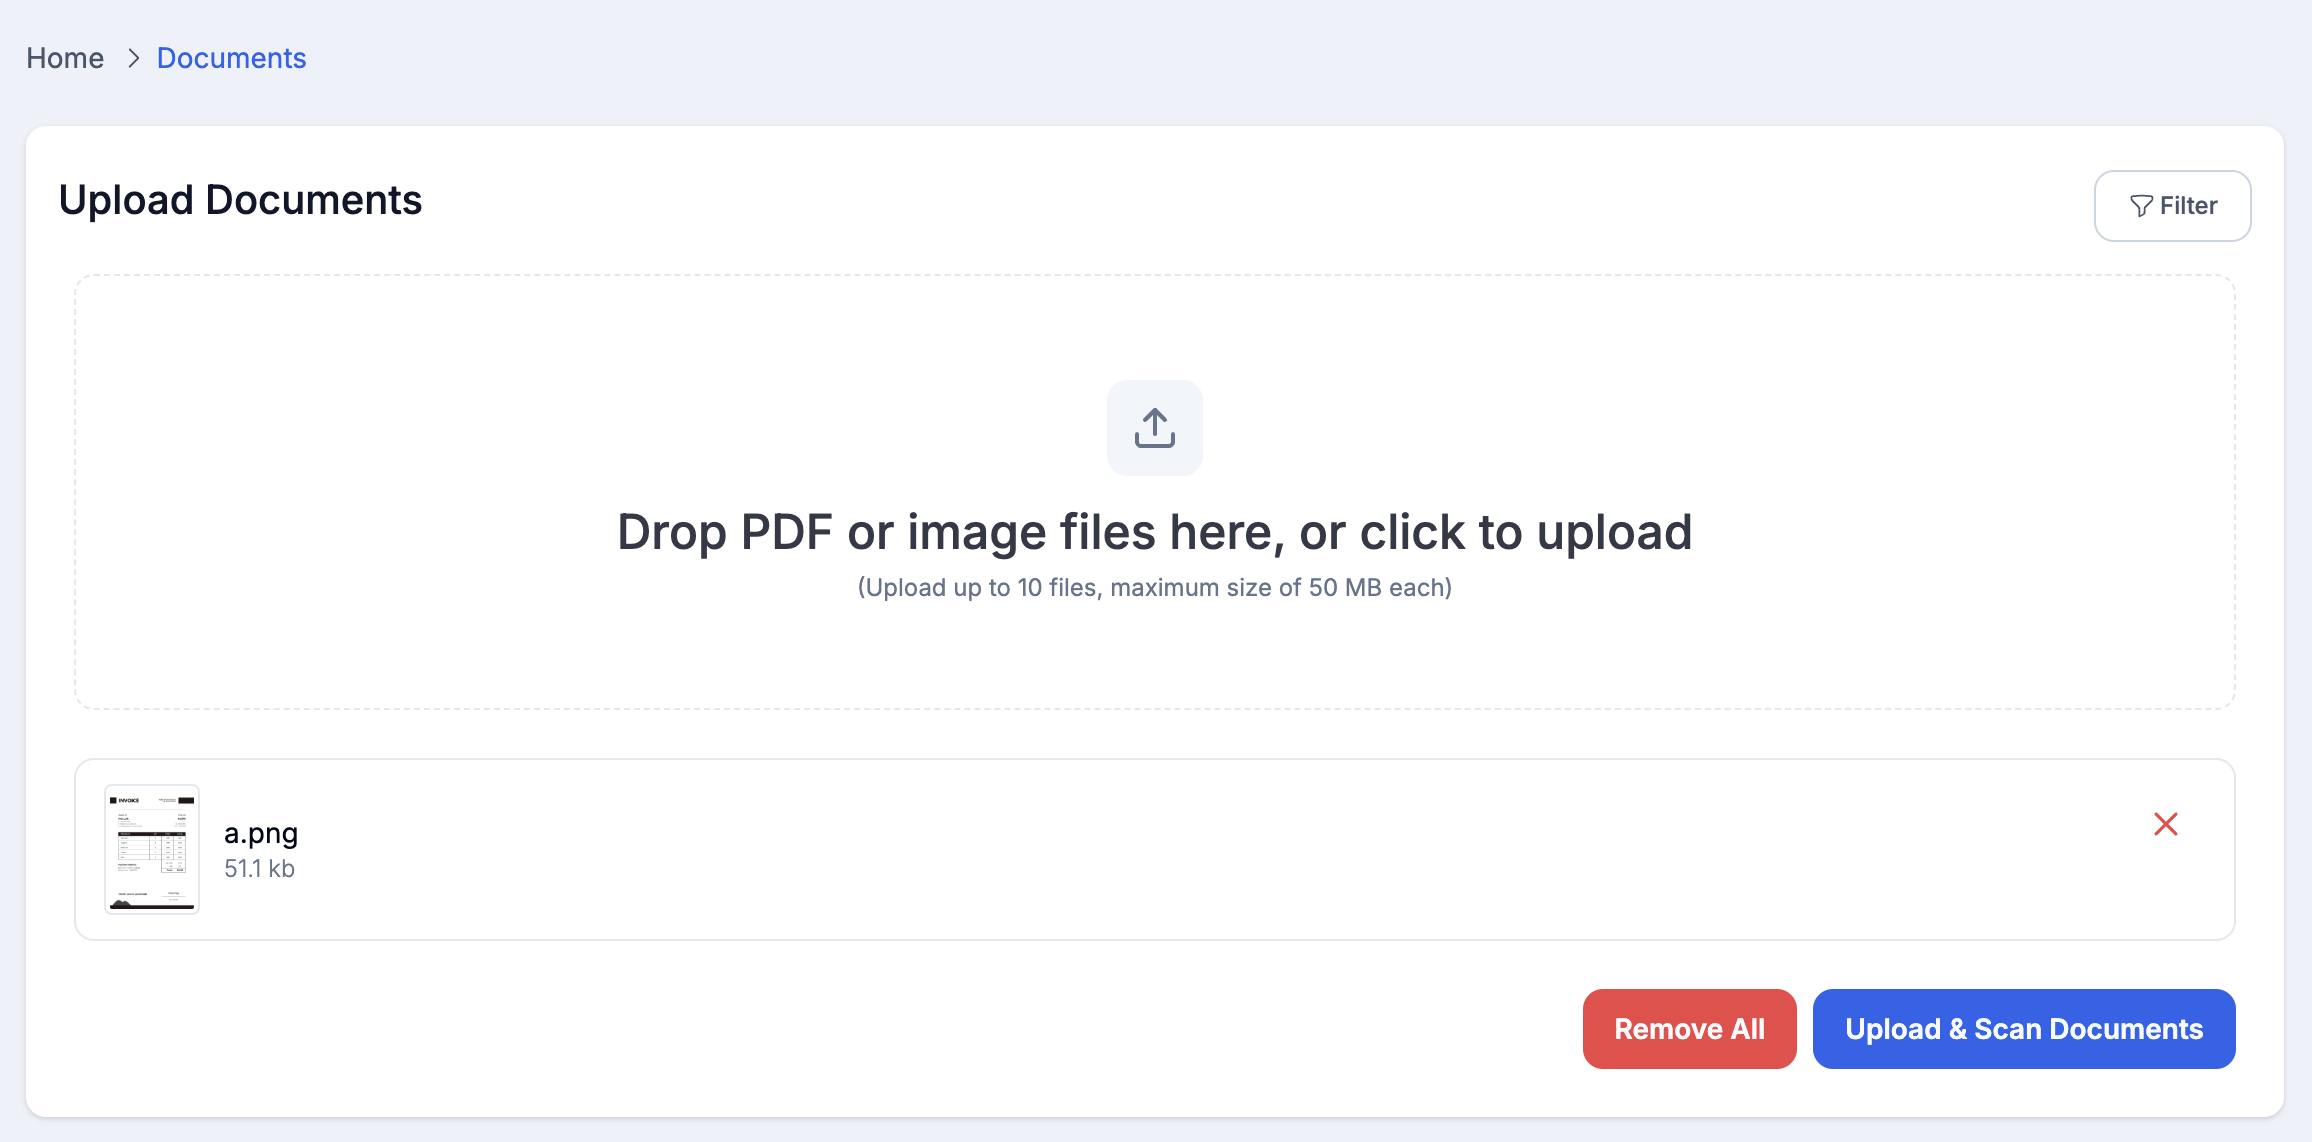 Home > Documents
Upload Documents
Filter
Drop PDF or image files here, or click to upload
(Upload up to 10 files, maximum size of 50 MB each)
INVOICE
a.png
51.1 kb
Remove All
Upload & Scan Documents